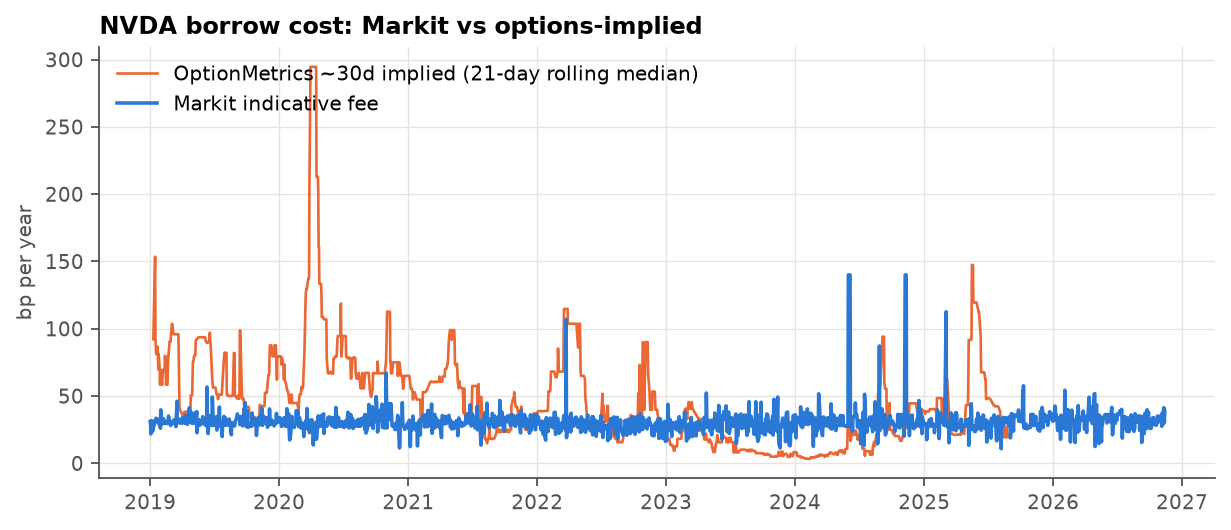 NVDA borrow cost: Markit vs options-implied
OptionMetrics ~30d implied (21-day rolling median)
Markit indicative fee
bp per year
300
250
200
150
100
50
0
2019 2020 2021 2022 2023 2024 2025 2026 2027